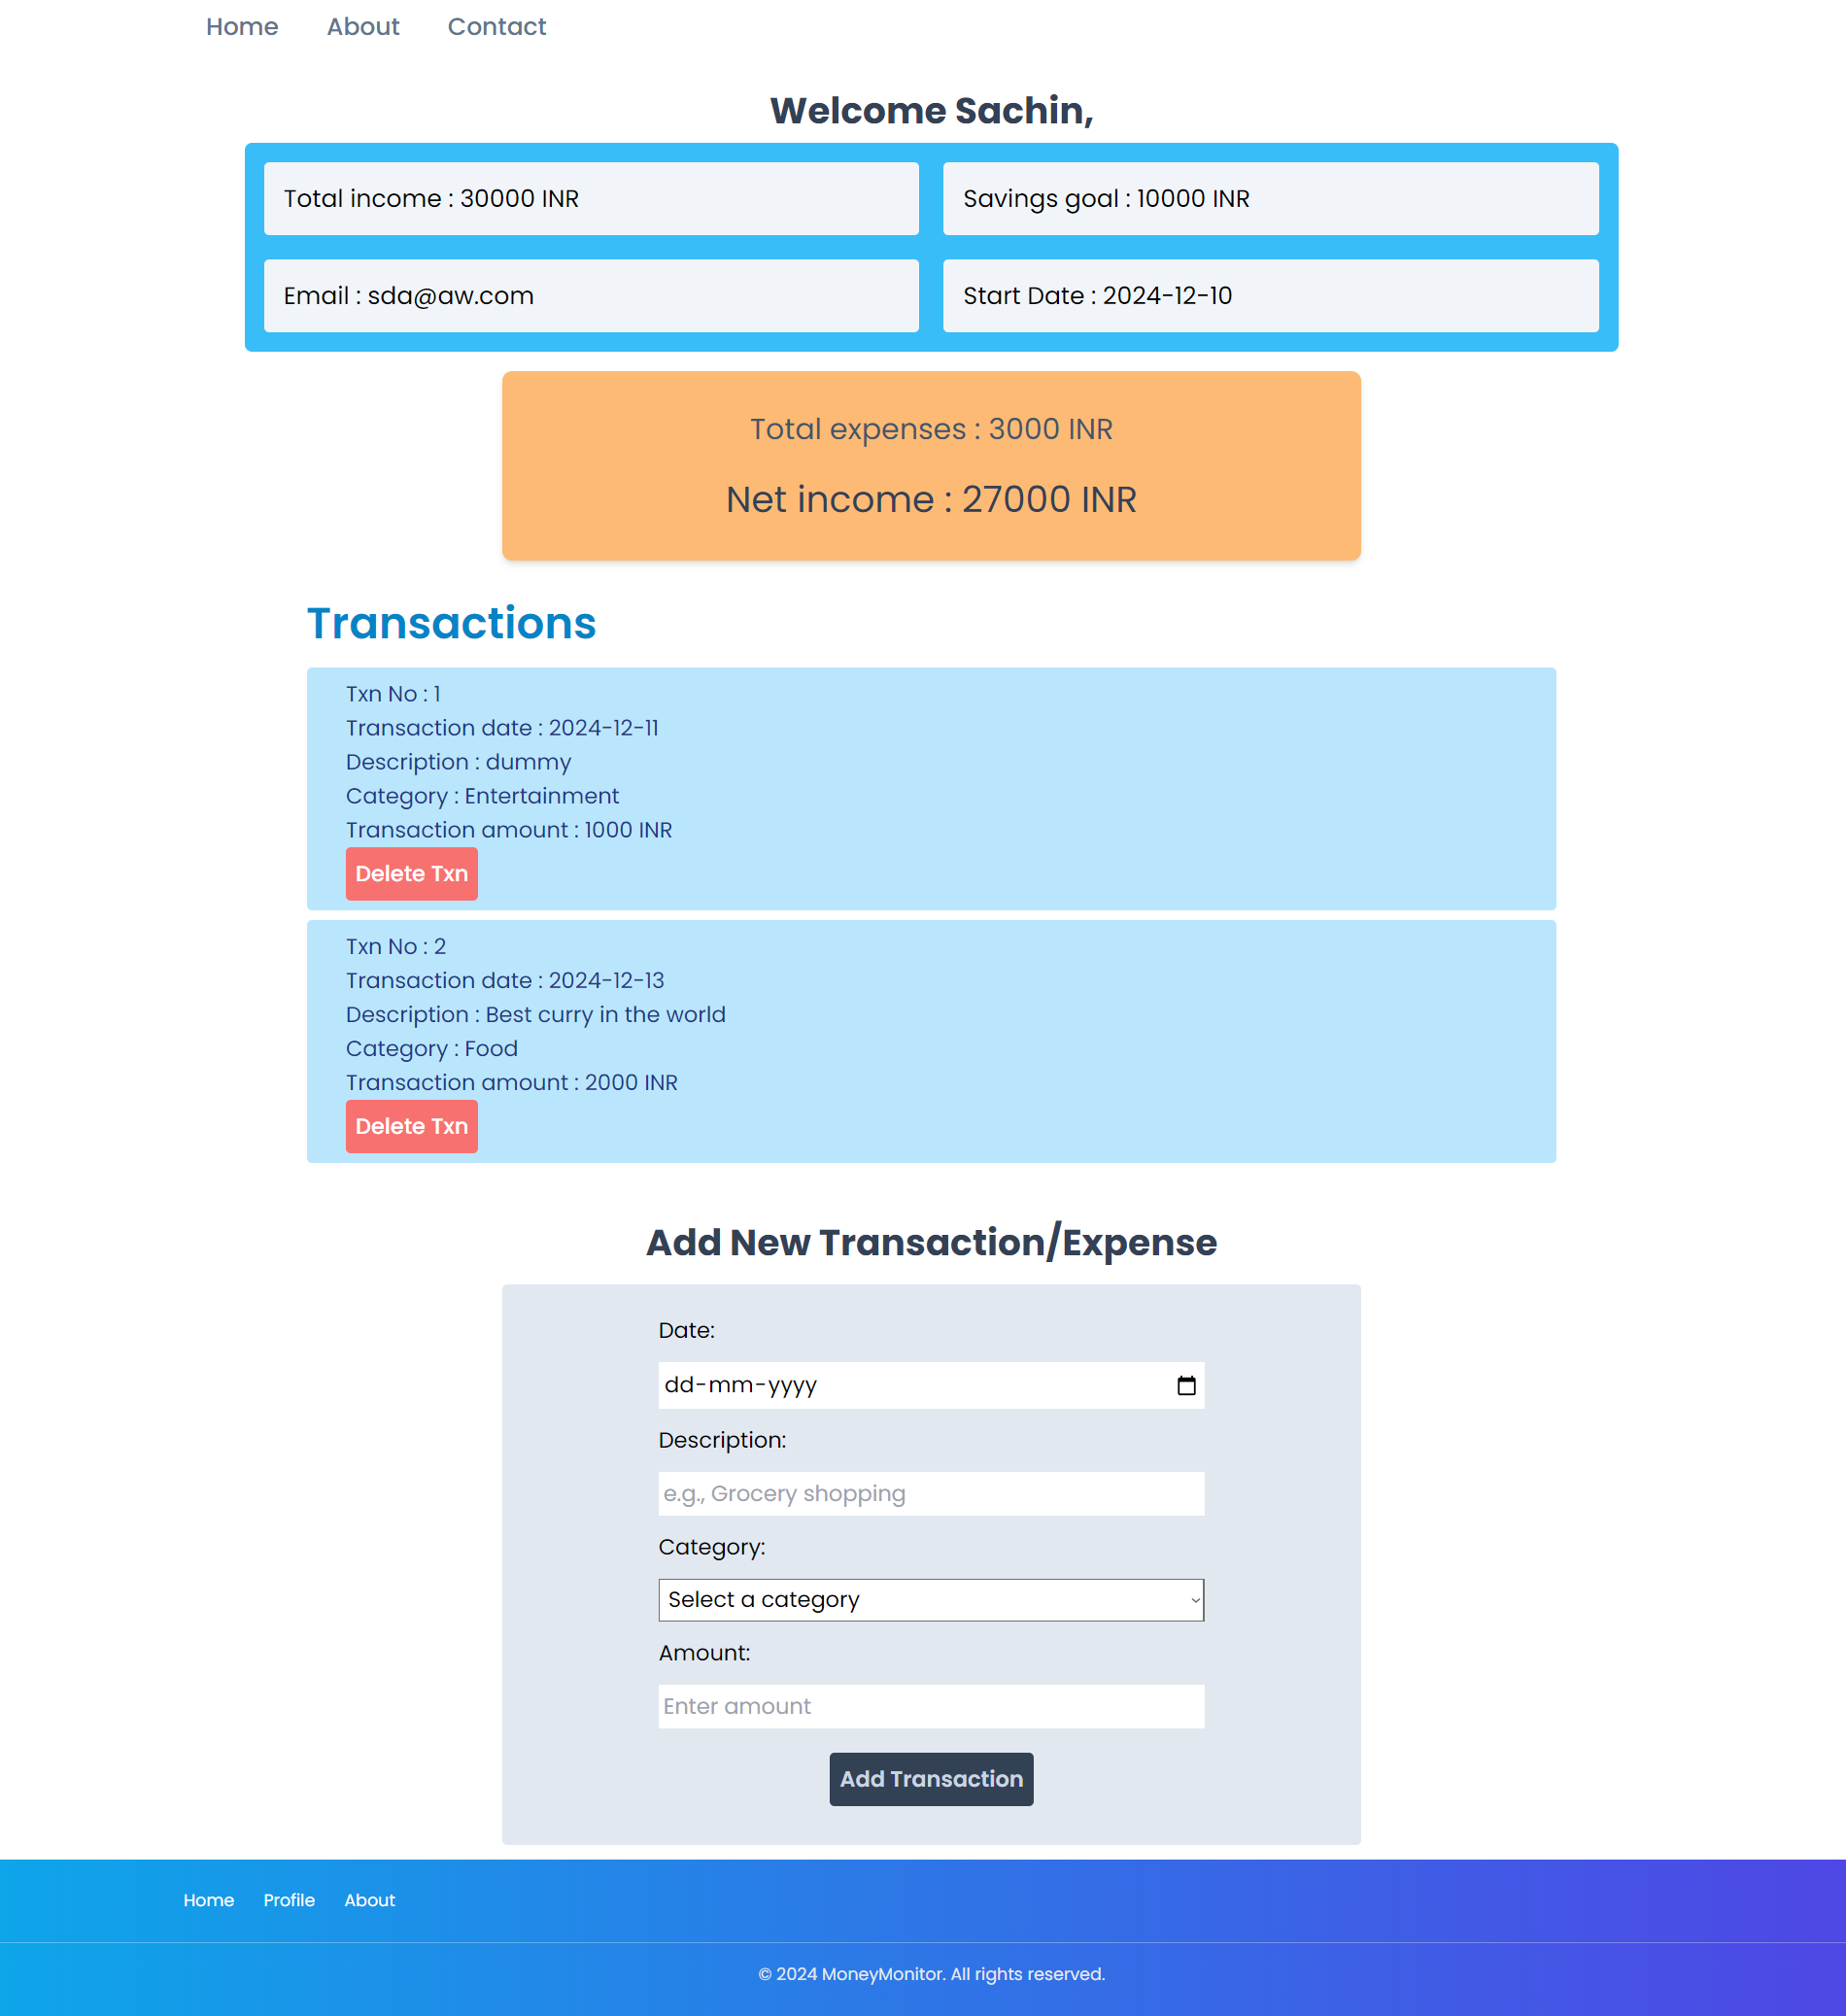 Home About Contact
Welcome Sachin,
Total income : 30000 INR
Savings goal : 10000 INR
Email : sda@aw.com
Start Date : 2024-12-10
Total expenses : 3000 INR
Net income : 27000 INR
Transactions
Txn No : 1
Transaction date : 2024-12-11
Description : dummy
Category : Entertainment
Transaction amount : 1000 INR
Delete Txn
Txn No : 2
Transaction date : 2024-12-13
Description : Best curry in the world
Category : Food
Transaction amount : 2000 INR
Delete Txn
Add New Transaction/Expense
Date:
dd-mm-yyyy
Description:
e.g., Grocery shopping
Category:
Select a category
Amount:
Enter amount
Add Transaction
Home Profile About
© 2024 MoneyMonitor. All rights reserved.